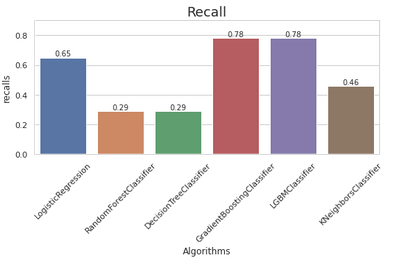 Recall
0.8
0.6
0.4
0.2
0.0
recalls
0.65
0.29
0.29
0.78
0.78
0.46
LogisticRegression
RandomForestClassifier
DecisionTreeClassifier
GradientBoostingClassifier
LGBMClassifier
KNeighborsClassifier
Algorithms